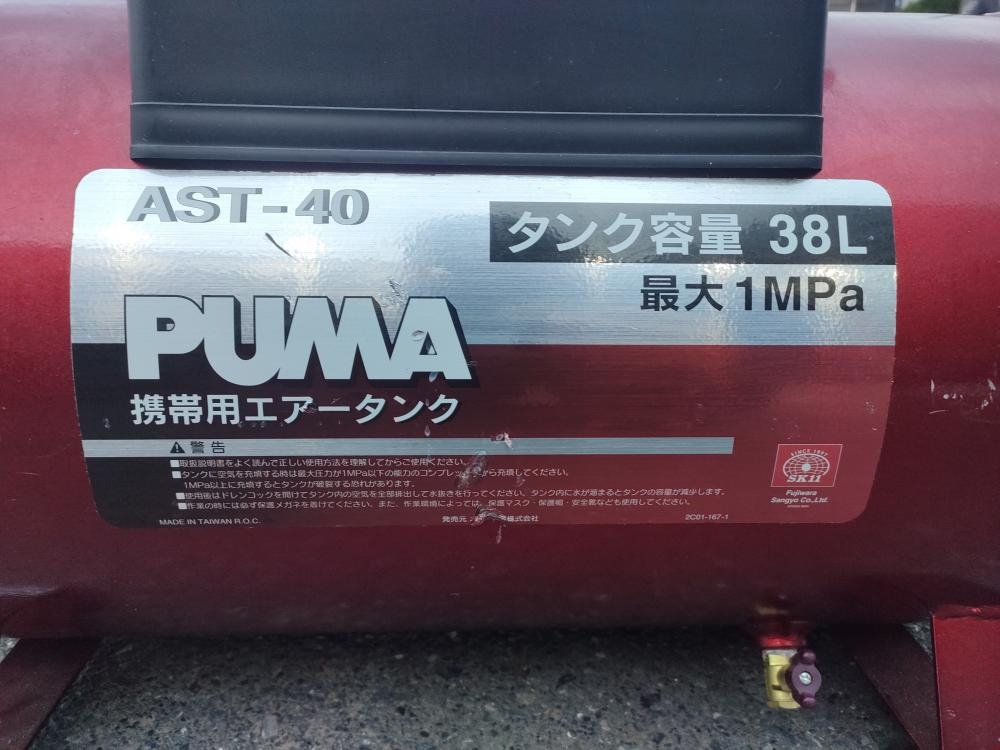 AST-40
タンク容量 38L
最大1MPa
PUMA
携帯用エアータンク
警告
■取扱説明書をよく読んで正しい使用方法を理解してからご使用ください。
■タンクに空気を充填する時は最大圧力が1MPa以下の能力のコンプレッ から充填してください。
1MPa以上に充填するとタンクが破裂する恐れがあります。
■使用後はドレンコックを開けてタンク内の空気を全部排出して水抜きを行ってください、タンク内に水が溜まるとタンクの容量が減少します。
■作業の時には必ず保護メガネを着けてください、また、作業環境によっては、保護マスク・保護帽・安全靴なども使用してください。
SINCE 1897
SK11
Fujiwara
Sangyo Co.,Ltd.
MADE IN TAIWAN R.O.C.
発売元: 株式会社
2C01-167-1